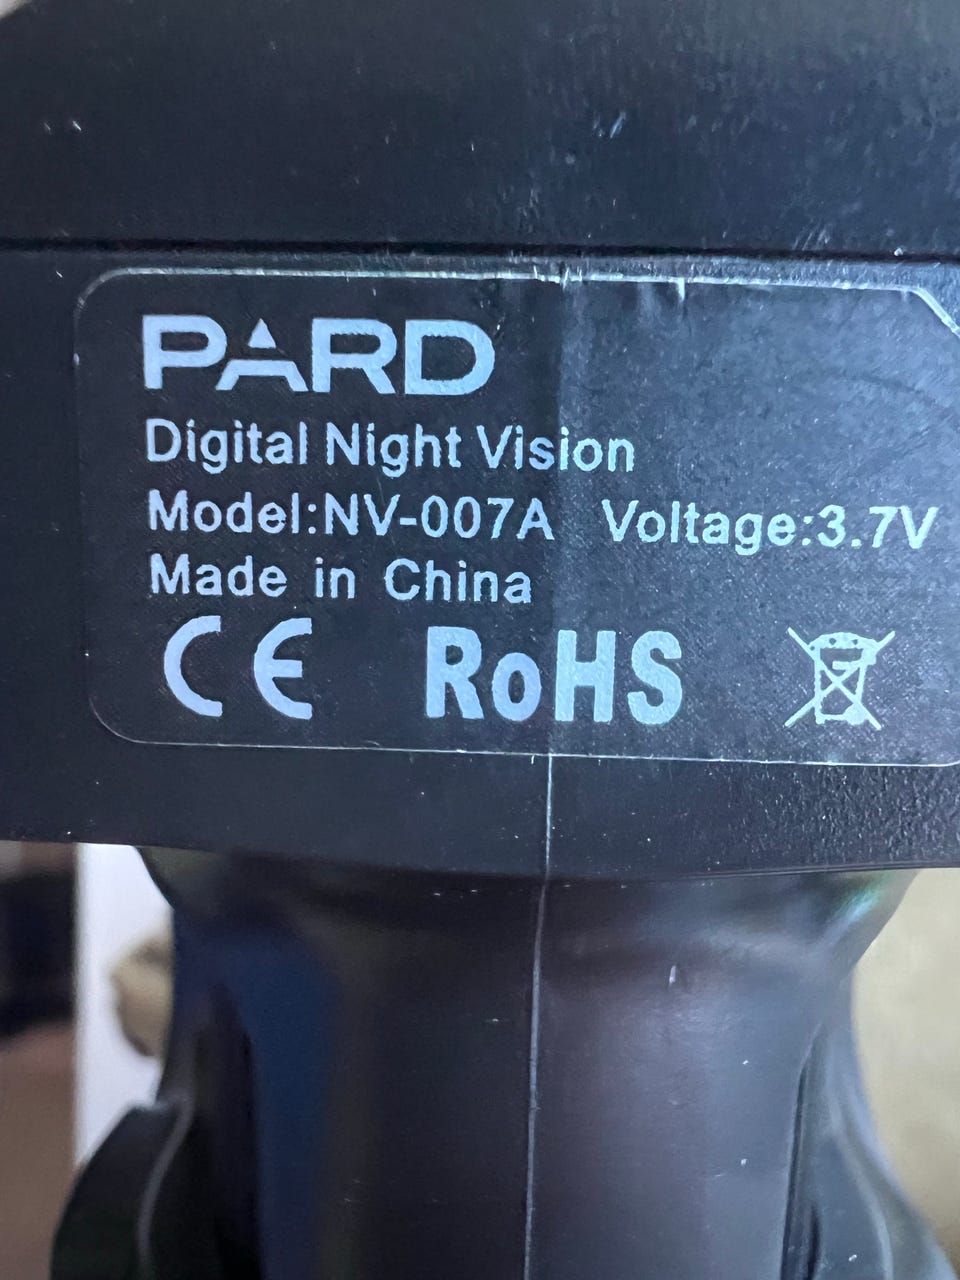 PARD
Digital Night Vision
Model:NV-007A Voltage:3.7V
Made in China
CE RoHS